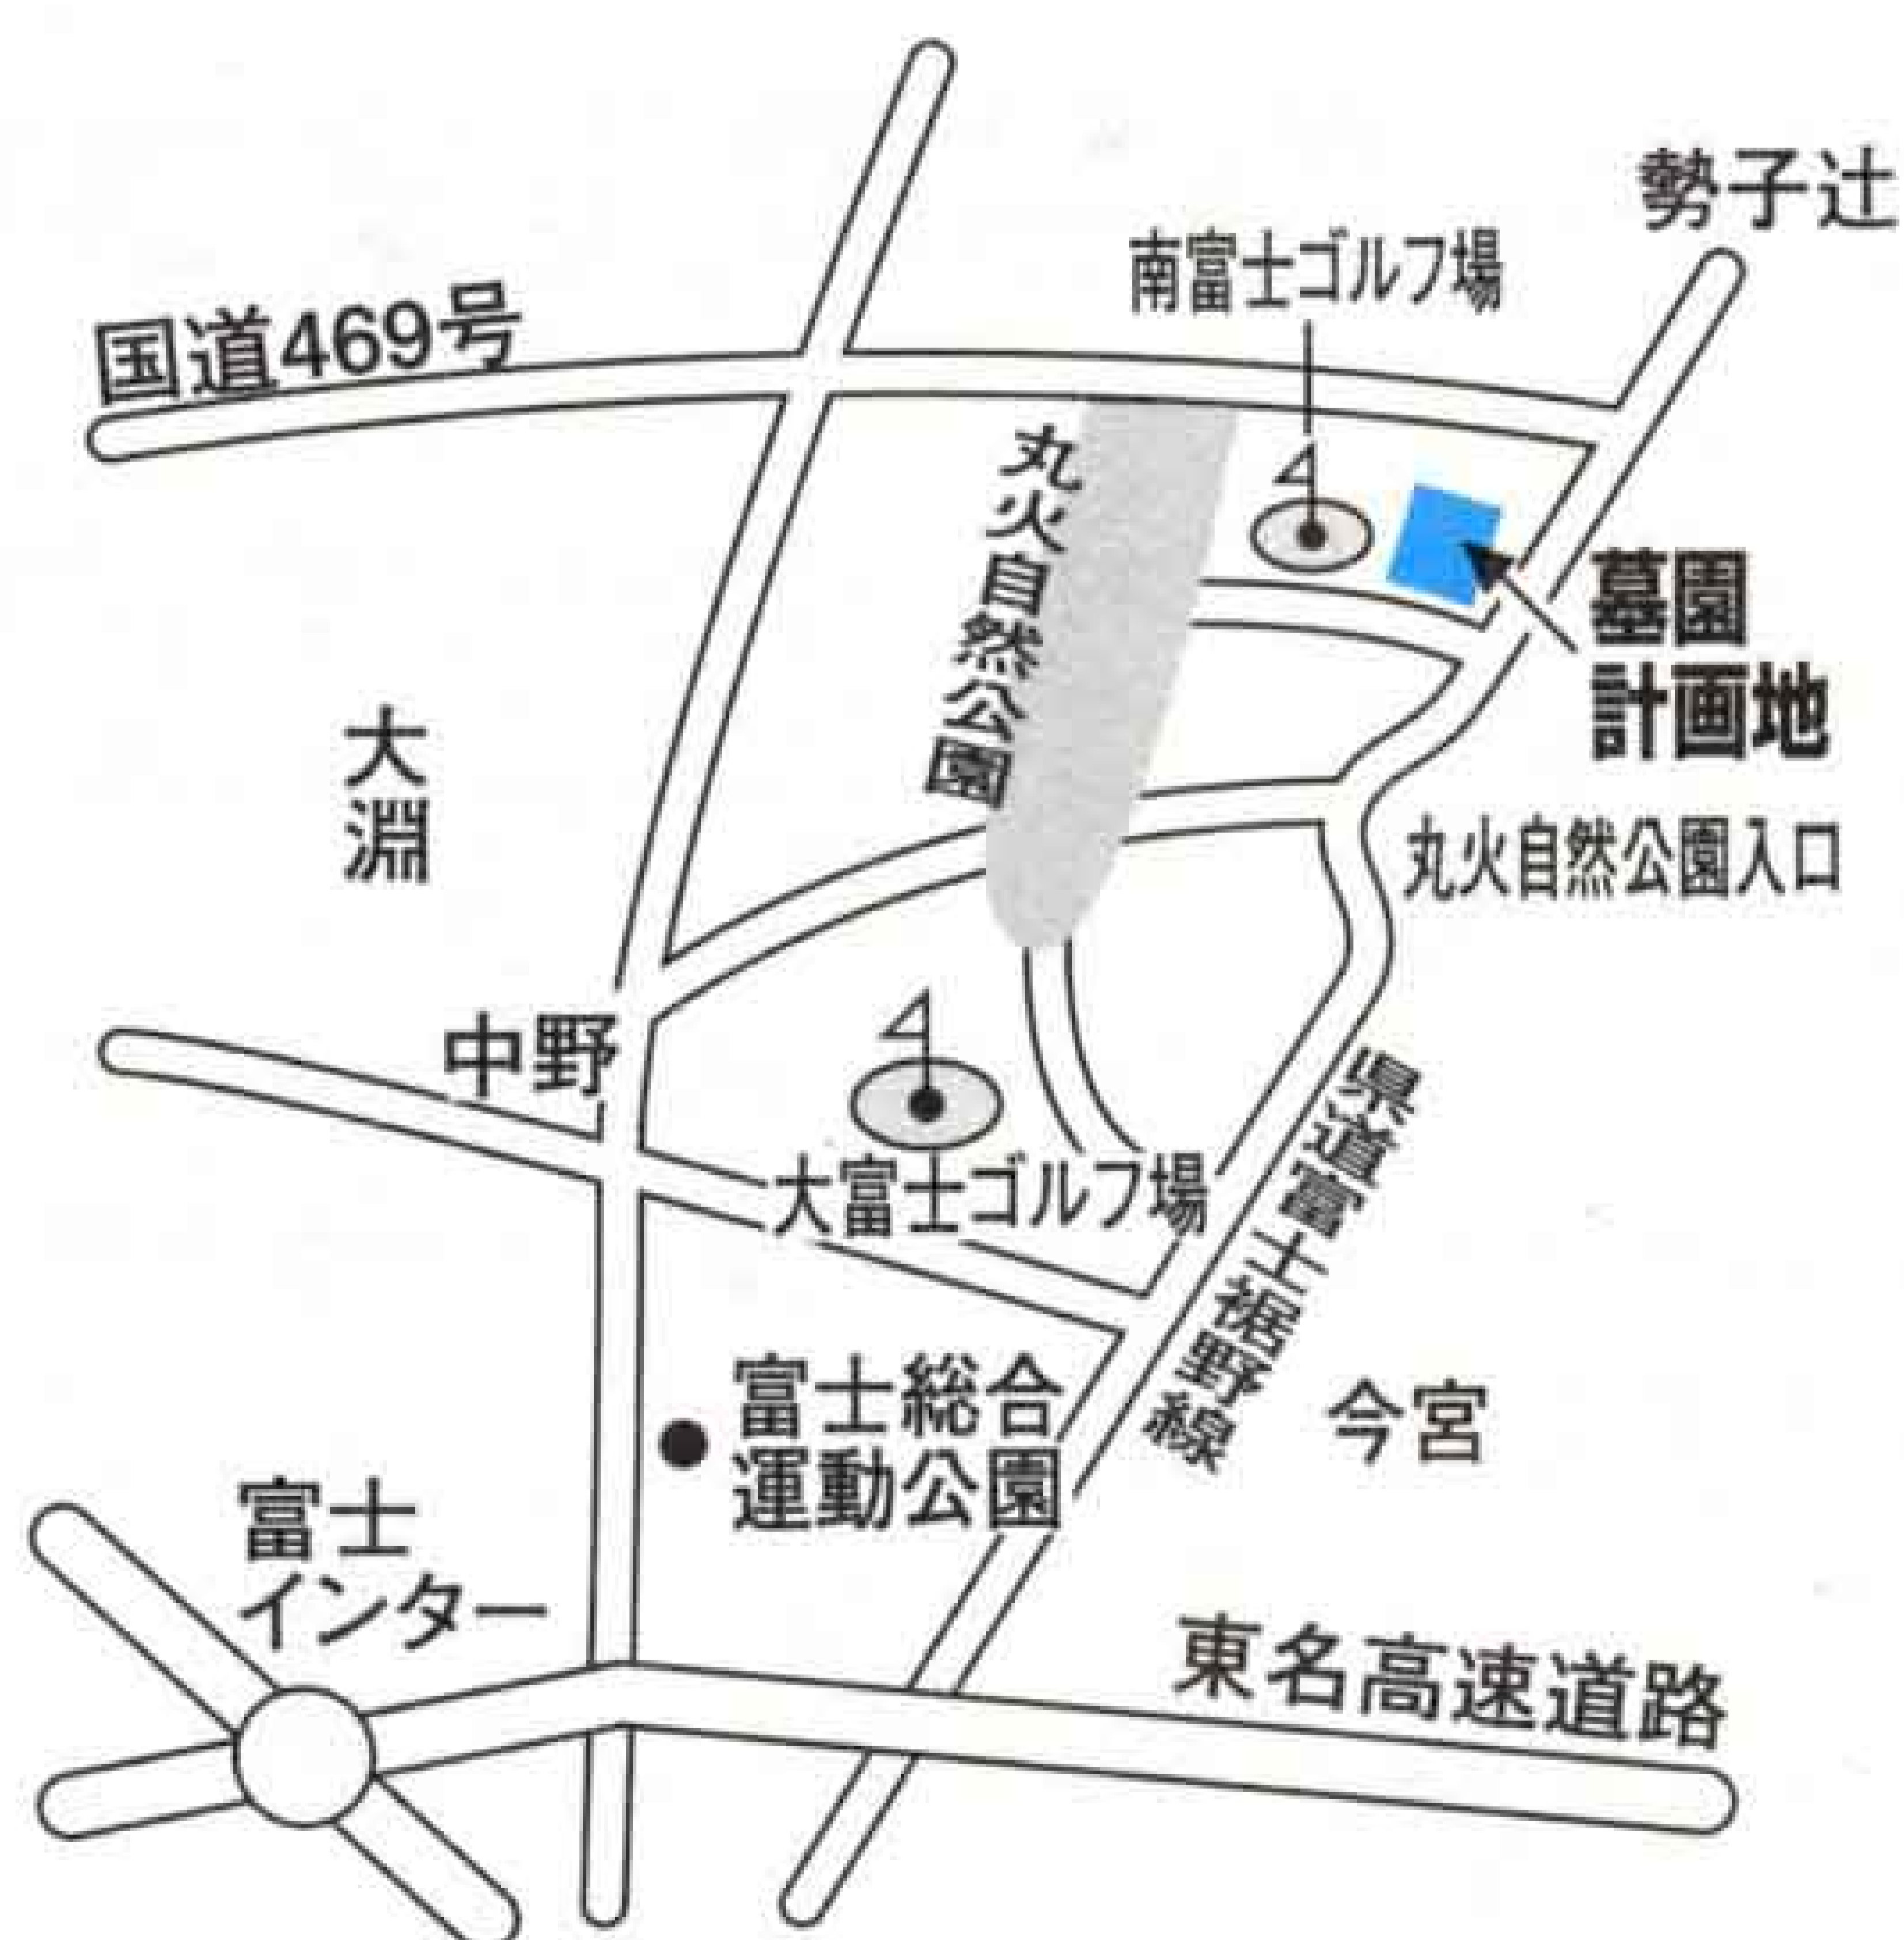 勢子辻
南富士ゴルフ場
国道469号
丸火自然公園
墓園
計画地
大淵
丸火自然公園入口
中野
大富士ゴルフ場
県道富士裾野線
富士総合
運動公園
今宮
富士
インター
東名高速道路